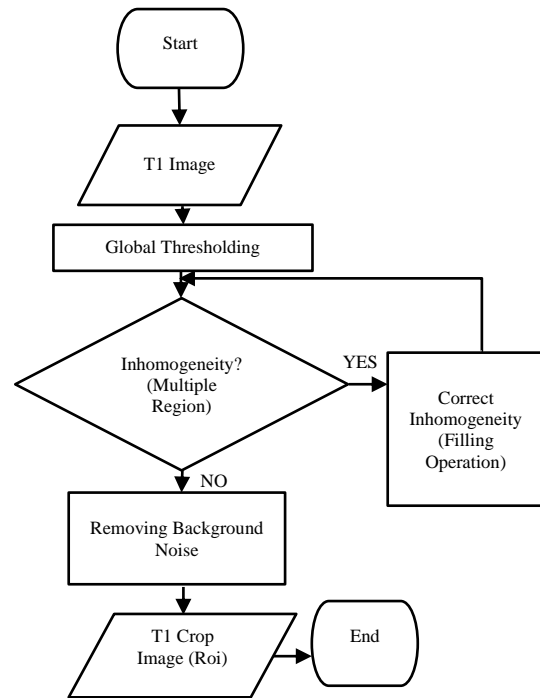 Start
T1 Image
Global Thresholding
Inhomogeneity?
(Multiple
Region)
YES
Correct
Inhomogeneity
(Filling
Operation)
NO
Removing Background
Noise
T1 Crop
Image (Roi)
End